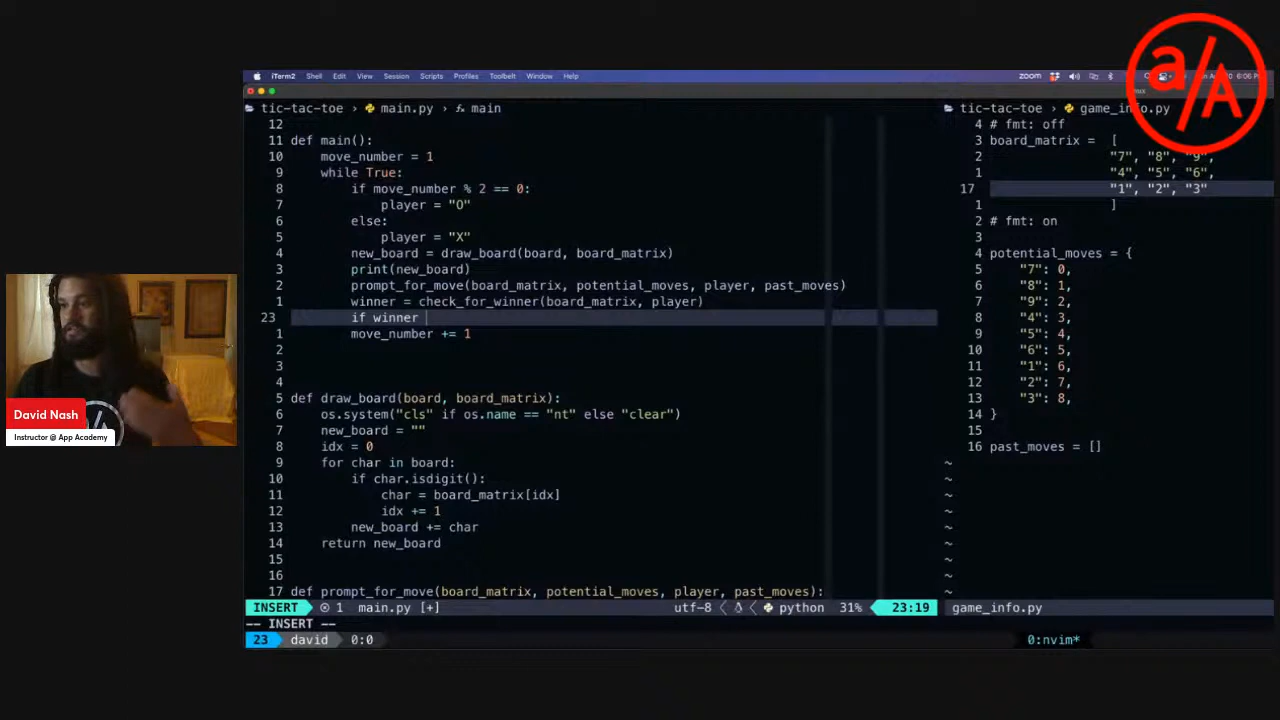 a/A
iTerm2 Shell Edit View Session Scripts Profiles Toolbelt Window Help
zoom
6:06 P
tic-tac-toe › main.py › main
12
11 def main():
10 move_number = 1
9 while True:
8 if move_number % 2 == 0:
7 player = "O"
6 else:
5 player = "X"
4 new_board = draw_board(board, board_matrix)
3 print(new_board)
2 prompt_for_move(board_matrix, potential_moves, player, past_moves)
1 winner = check_for_winner(board_matrix, player)
23 if winner
1 move_number += 1
2
3
4
5 def draw_board(board, board_matrix):
6 os.system("cls" if os.name == "nt" else "clear")
7 new_board = ""
8 idx = 0
9 for char in board:
10 if char.isdigit():
11 char = board_matrix[idx]
12 idx += 1
13 new_board += char
14 return new_board
15
16
17 def prompt_for_move(board_matrix, potential_moves, player, past_moves):
INSERT 1 main.py [+] utf-8 python 31% 23:19
-- INSERT --
23 david 0:0 0:nvim*
tic-tac-toe › game_info.py
4 # fmt: off
3 board_matrix = [
2 "7", "8", "9",
1 "4", "5", "6",
17 "1", "2", "3"
1 ]
2 # fmt: on
3
4 potential_moves = {
5 "7": 0,
6 "8": 1,
7 "9": 2,
8 "4": 3,
9 "5": 4,
10 "6": 5,
11 "1": 6,
12 "2": 7,
13 "3": 8,
14 }
15
16 past_moves = []
~
~
~
~
~
~
~
~
game_info.py
David Nash
Instructor @ App Academy